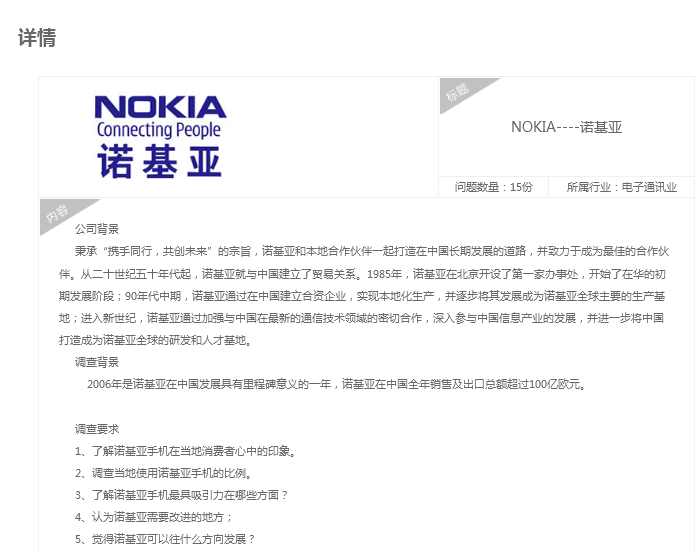 详情
NOKIA
Connecting People
诺基亚
标题
NOKIA----诺基亚
问题数量：15份
所属行业：电子通讯业
内容
公司背景
秉承“携手同行，共创未来”的宗旨，诺基亚和本地合作伙伴一起打造在中国长期发展的道路，并致力于成为最佳的合作伙
伴。从二十世纪五十年代起，诺基亚就与中国建立了贸易关系。1985年，诺基亚在北京开设了第一家办事处，开始了在华的初
期发展阶段；90年代中期，诺基亚通过在中国建立合资企业，实现本地化生产，并逐步将其发展成为诺基亚全球主要的生产基
地；进入新世纪，诺基亚通过加强与中国在最新的通信技术领域的密切合作，深入参与中国信息产业的发展，并进一步将中国
打造成为诺基亚全球的研发和人才基地。
调查背景
2006年是诺基亚在中国发展具有里程碑意义的一年，诺基亚在中国全年销售及出口总额超过100亿欧元。
调查要求
1、了解诺基亚手机在当地消费者心中的印象。
2、调查当地使用诺基亚手机的比例。
3、了解诺基亚手机最具吸引力在哪些方面？
4、认为诺基亚需要改进的地方；
5、觉得诺基亚可以往什么方向发展？